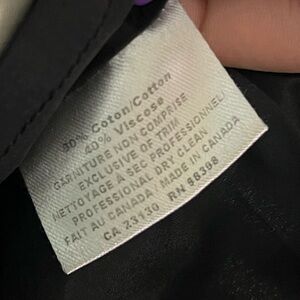 60% Coton/Cotton
40% Viscose
GARNITURE NON COMPRISE
EXCLUSIVE OF TRIM
NETTOYAGE A SEC PROFESSIONNEL/
PROFESSIONAL DRY CLEAN
FAIT AU CANADA / MADE IN CANADA
CA 23130 RN 86398